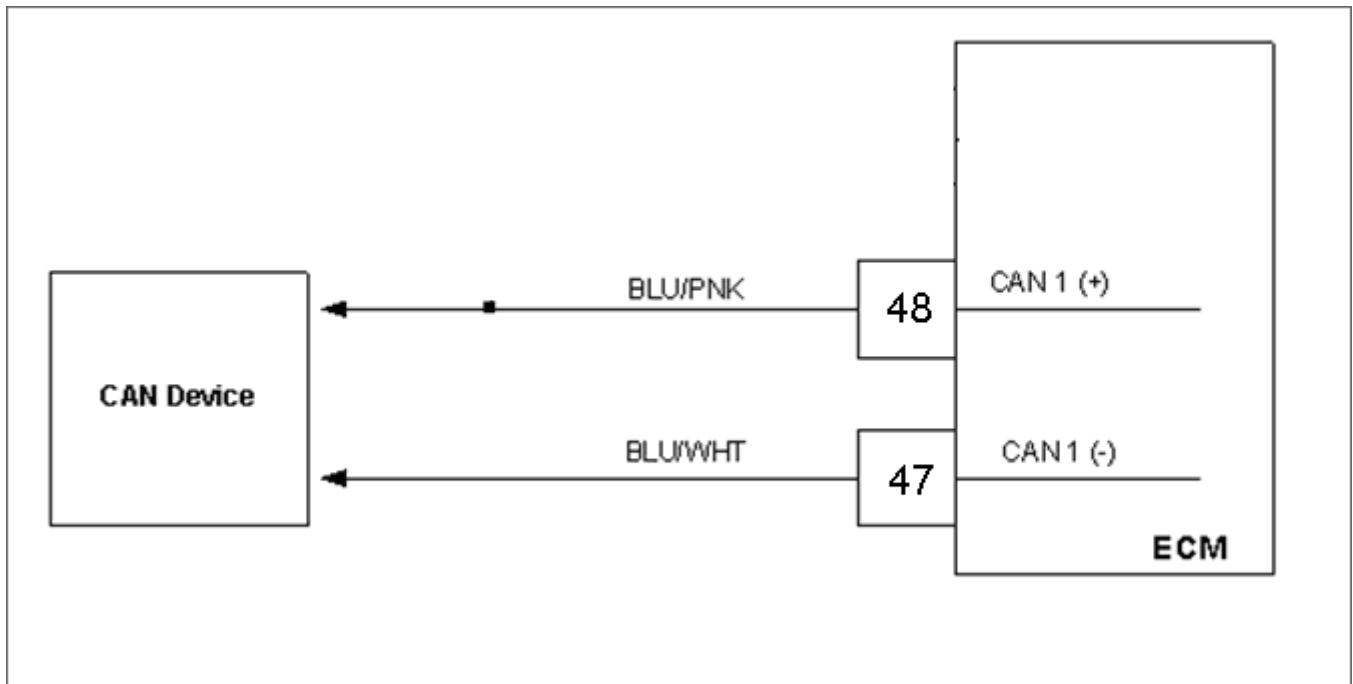 BLU/PNK
48
CAN 1 (+)
CAN Device
BLU/WHT
47
CAN 1 (-)
ECM